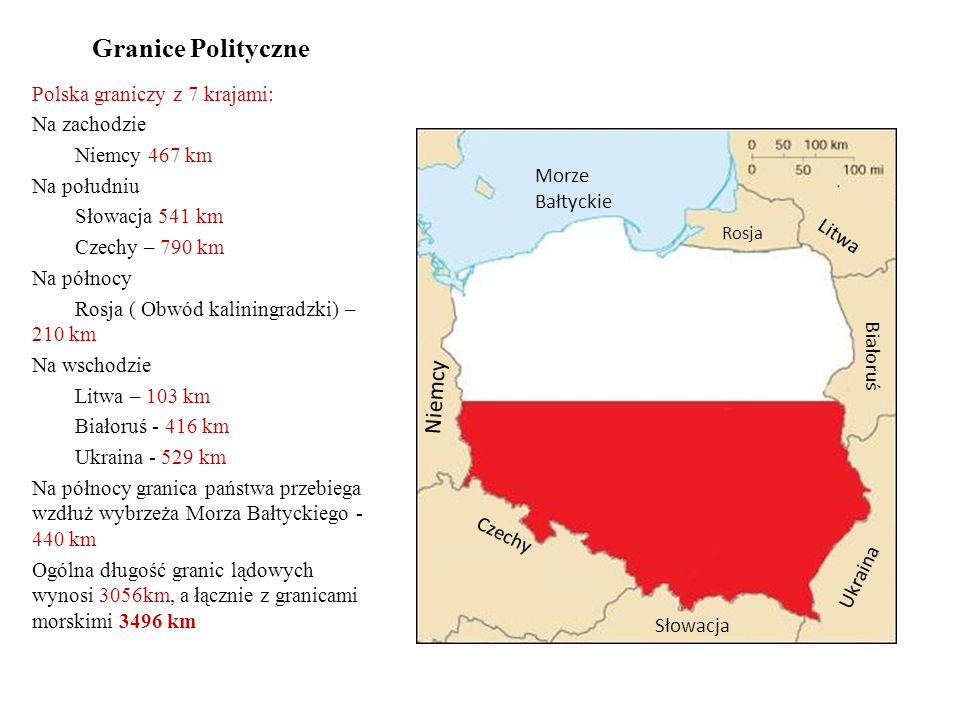 Granice Polityczne
Polska graniczy z 7 krajami:
Na zachodzie
Niemcy 467 km
Na południu
Słowacja 541 km
Czechy – 790 km
Na północy
Rosja ( Obwód kaliningradzki) –
210 km
Na wschodzie
Litwa – 103 km
Białoruś - 416 km
Ukraina - 529 km
Na północy granica państwa przebiega
wzdłuż wybrzeża Morza Bałtyckiego -
440 km
Ogólna długość granic lądowych
wynosi 3056km, a łącznie z granicami
morskimi 3496 km
0 50 100 km
0 50 100 mi
Morze
Bałtyckie
Rosja
Litwa
Białoruś
Niemcy
Czechy
Ukraina
Słowacja